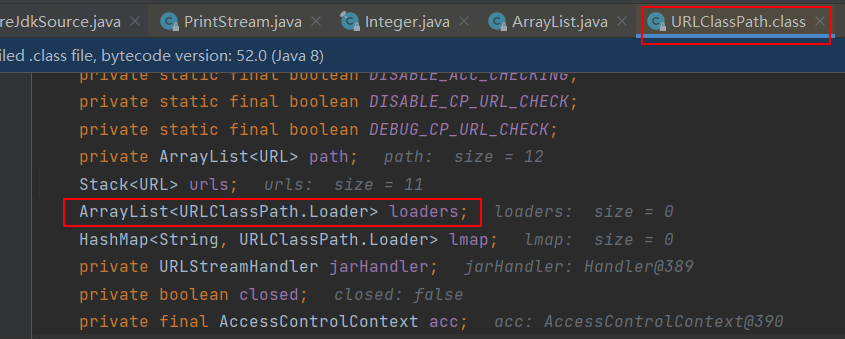 reJdkSource.java PrintStream.java Integer.java ArrayList.java URLClassPath.class
iled .class file, bytecode version: 52.0 (Java 8)
private static final boolean DISABLE_ACC_CHECKING;
private static final boolean DISABLE_CP_URL_CHECK;
private static final boolean DEBUG_CP_URL_CHECK;
private ArrayList<URL> path; path: size = 12
Stack<URL> urls; urls: size = 11
ArrayList<URLClassPath.Loader> loaders; loaders: size = 0
HashMap<String, URLClassPath.Loader> lmap; lmap: size = 0
private URLStreamHandler jarHandler; jarHandler: Handler@389
private boolean closed; closed: false
private final AccessControlContext acc; acc: AccessControlContext@390